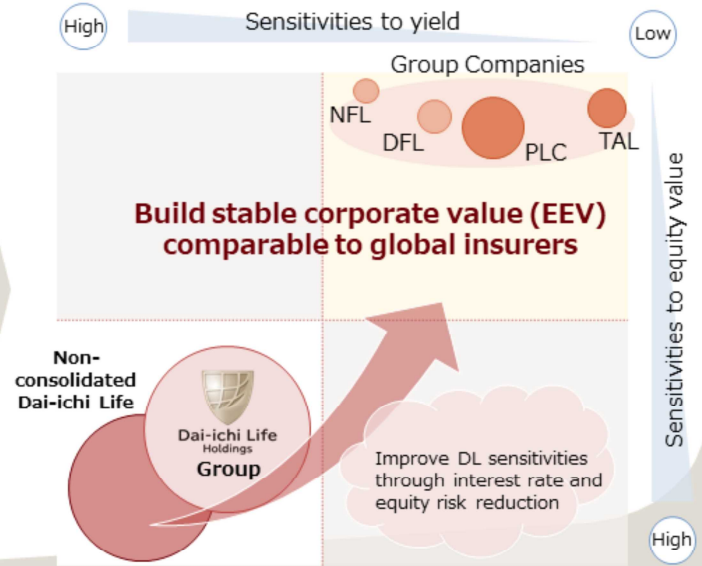 High
Sensitivities to yield
Low
Group Companies
NFL
DFL
PLC
TAL
Build stable corporate value (EEV)
comparable to global insurers
Sensitivities to equity value
Non-
consolidated
Dai-ichi Life
Dai-ichi Life
Holdings
Group
Improve DL sensitivities
through interest rate and
equity risk reduction
High